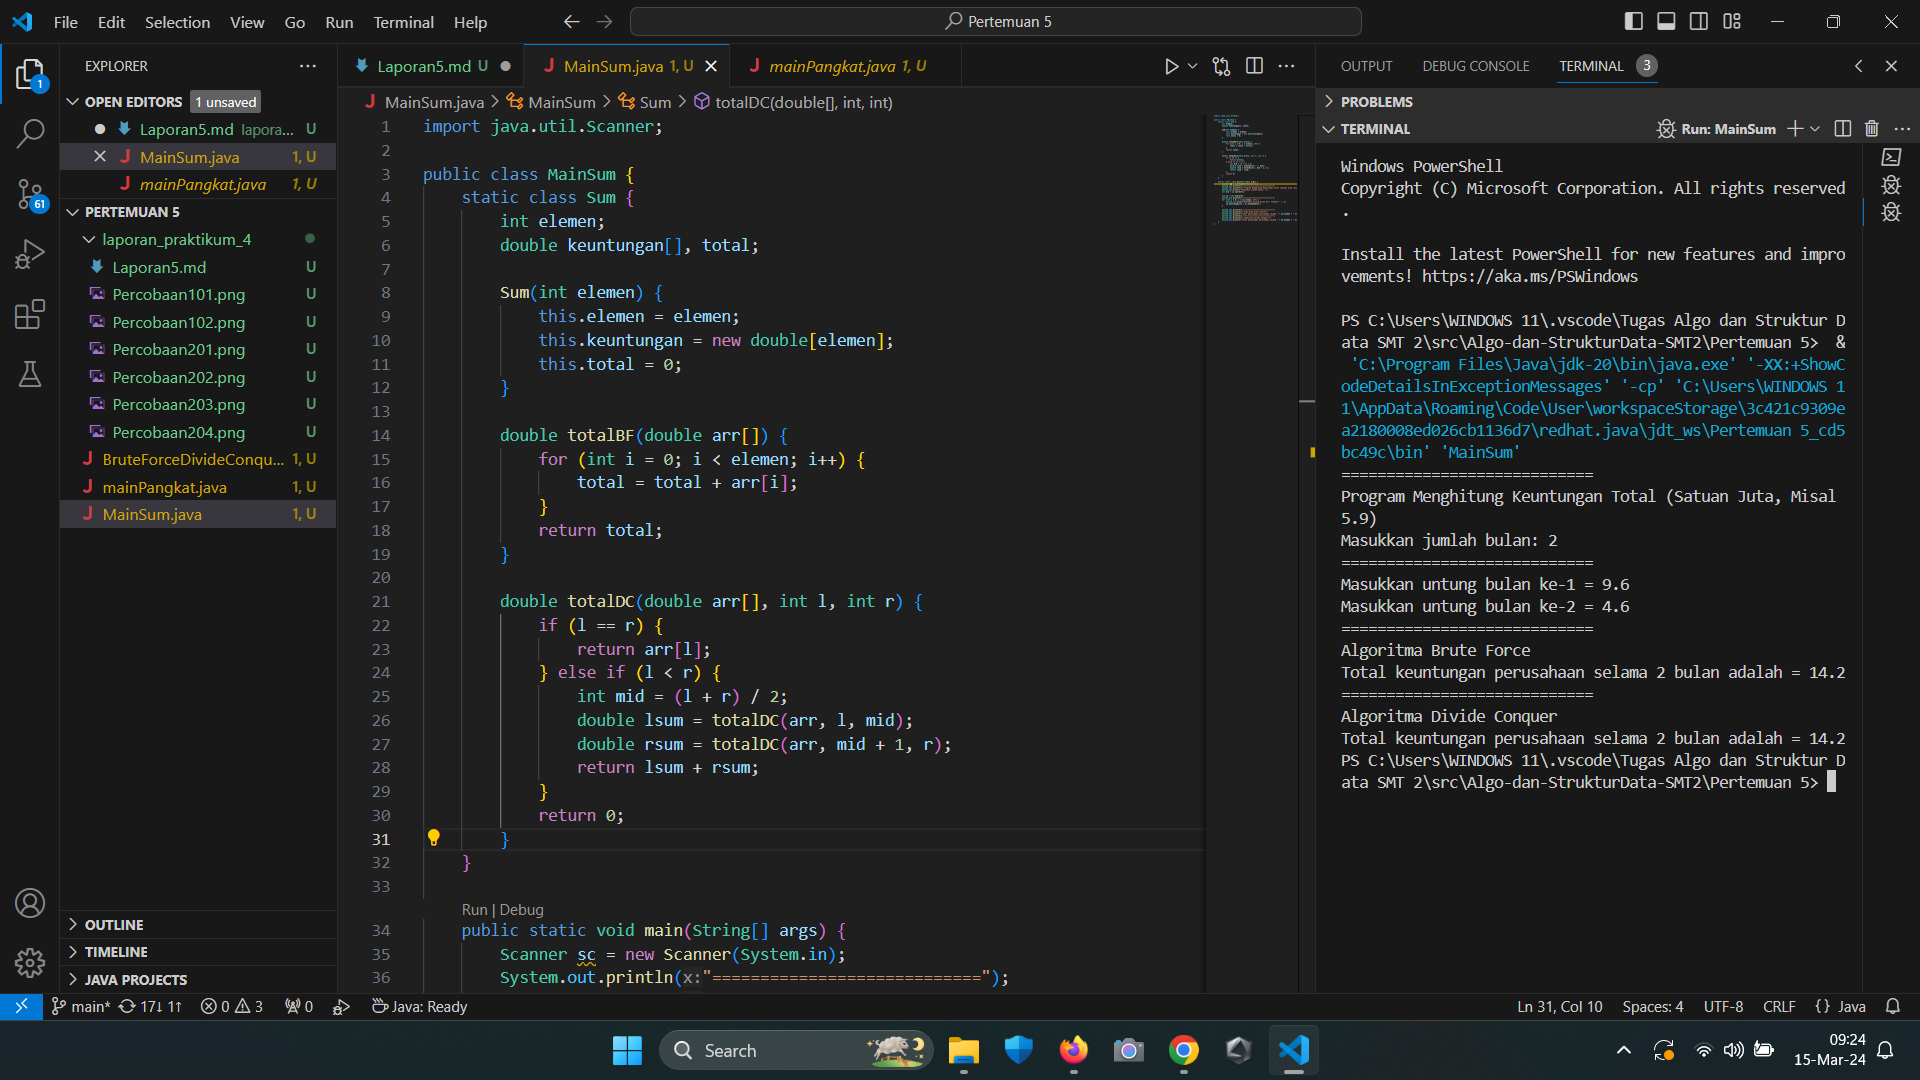 File Edit Selection View Go Run Terminal Help
Pertemuan 5
EXPLORER
OPEN EDITORS 1 unsaved
Laporan5.md lapora... U
MainSum.java 1, U
mainPangkat.java 1, U
PERTEMUAN 5
laporan_praktikum_4
Laporan5.md U
Percobaan101.png U
Percobaan102.png U
Percobaan201.png U
Percobaan202.png U
Percobaan203.png U
Percobaan204.png U
BruteForceDivideConqu... 1, U
mainPangkat.java 1, U
MainSum.java 1, U
OUTLINE
TIMELINE
JAVA PROJECTS
1
61
Laporan5.md U
MainSum.java 1, U
mainPangkat.java 1, U
MainSum.java > MainSum > Sum > totalDC(double[], int, int)
1 import java.util.Scanner;
2
3 public class MainSum {
4 static class Sum {
5 int elemen;
6 double keuntungan[], total;
7
8 Sum(int elemen) {
9 this.elemen = elemen;
10 this.keuntungan = new double[elemen];
11 this.total = 0;
12 }
13
14 double totalBF(double arr[]) {
15 for (int i = 0; i < elemen; i++) {
16 total = total + arr[i];
17 }
18 return total;
19 }
20
21 double totalDC(double arr[], int l, int r) {
22 if (l == r) {
23 return arr[l];
24 } else if (l < r) {
25 int mid = (l + r) / 2;
26 double lsum = totalDC(arr, l, mid);
27 double rsum = totalDC(arr, mid + 1, r);
28 return lsum + rsum;
29 }
30 return 0;
31 }
32 }
33
Run | Debug
34 public static void main(String[] args) {
35 Scanner sc = new Scanner(System.in);
36 System.out.println(x:"============================");
OUTPUT DEBUG CONSOLE TERMINAL 3
PROBLEMS
TERMINAL
Run: MainSum
Windows PowerShell
Copyright (C) Microsoft Corporation. All rights reserved
.
Install the latest PowerShell for new features and impro
vements! https://aka.ms/PSWindows
PS C:\Users\WINDOWS 11\.vscode\Tugas Algo dan Struktur D
ata SMT 2\src\Algo-dan-StrukturData-SMT2\Pertemuan 5>  &
'C:\Program Files\Java\jdk-20\bin\java.exe' '-XX:+ShowC
odeDetailsInExceptionMessages' '-cp' 'C:\Users\WINDOWS 1
1\AppData\Roaming\Code\User\workspaceStorage\3c421c9309e
a2180008ed026cb1136d7\redhat.java\jdt_ws\Pertemuan 5_cd5
bc49c\bin' 'MainSum'
============================
Program Menghitung Keuntungan Total (Satuan Juta, Misal
5.9)
Masukkan jumlah bulan: 2
============================
Masukkan untung bulan ke-1 = 9.6
Masukkan untung bulan ke-2 = 4.6
============================
Algoritma Brute Force
Total keuntungan perusahaan selama 2 bulan adalah = 14.2
============================
Algoritma Divide Conquer
Total keuntungan perusahaan selama 2 bulan adalah = 14.2
PS C:\Users\WINDOWS 11\.vscode\Tugas Algo dan Struktur D
ata SMT 2\src\Algo-dan-StrukturData-SMT2\Pertemuan 5>
main* 17↓ 1↑ 0 3 0 Java: Ready
Ln 31, Col 10 Spaces: 4 UTF-8 CRLF {} Java
Search
09:24
15-Mar-24